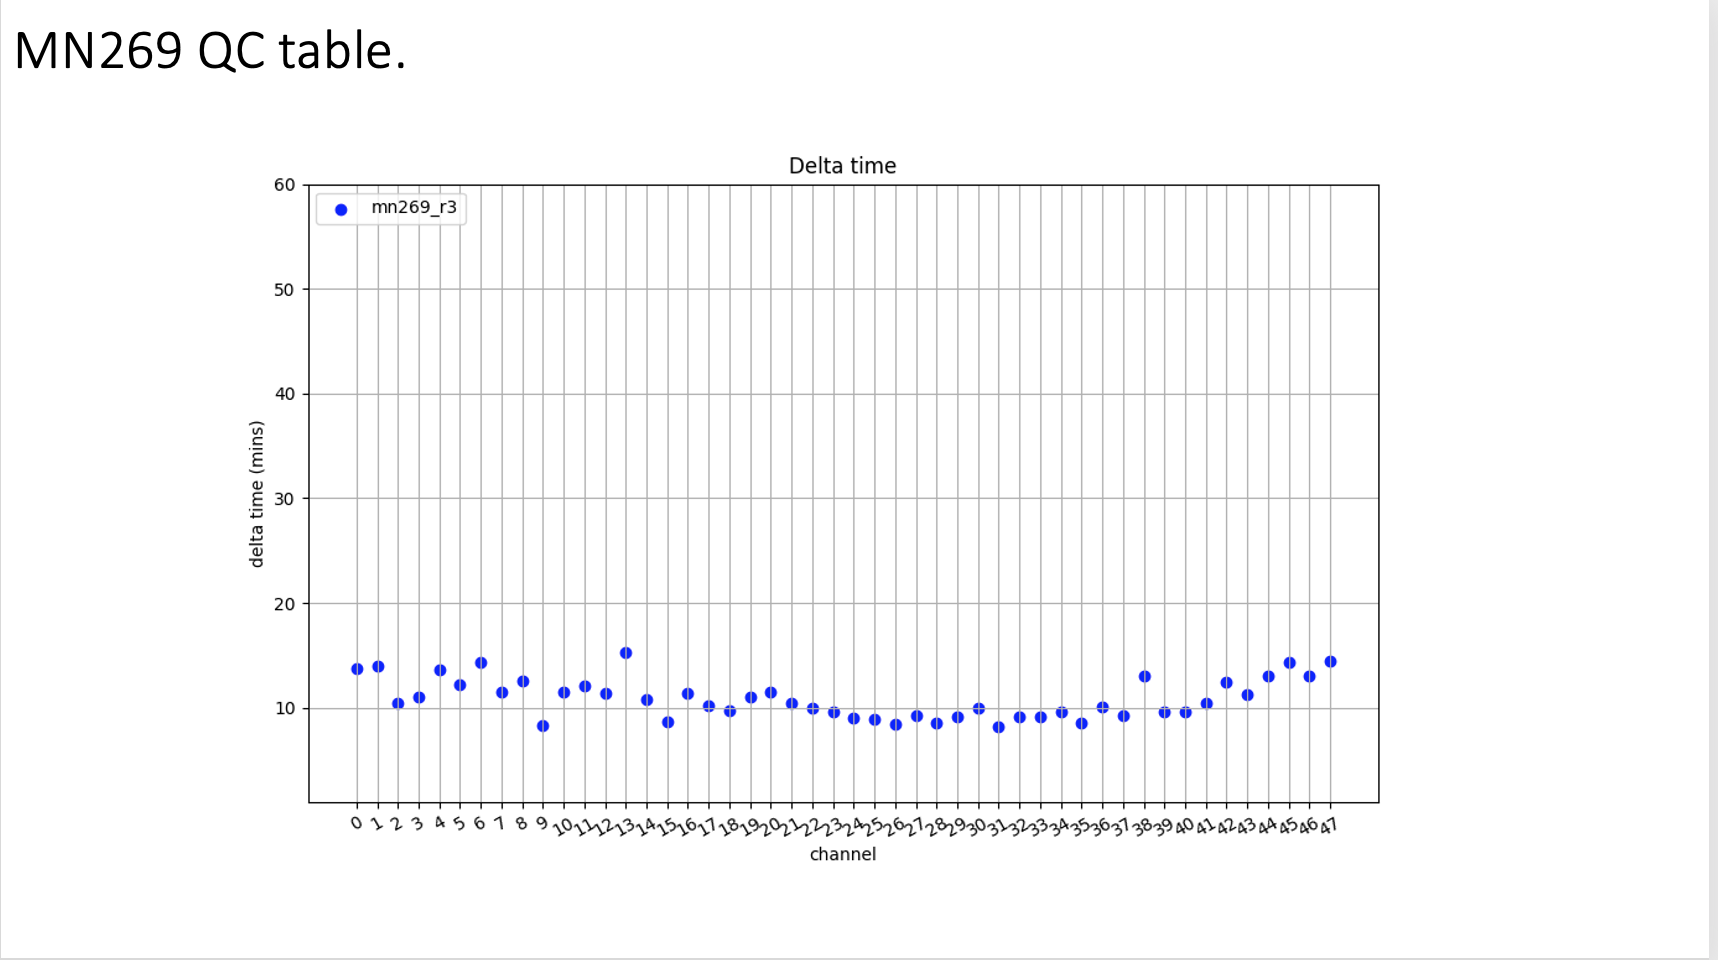 MN269 QC table.
Delta time
mn269_r3
60
50
40
30
20
10
delta time (mins)
0 1 2 3 4 5 6 7 8 9 10 11 12 13 14 15 16 17 18 19 20 21 22 23 24 25 26 27 28 29 30 31 32 33 34 35 36 37 38 39 40 41 42 43 44 45 46 47
channel